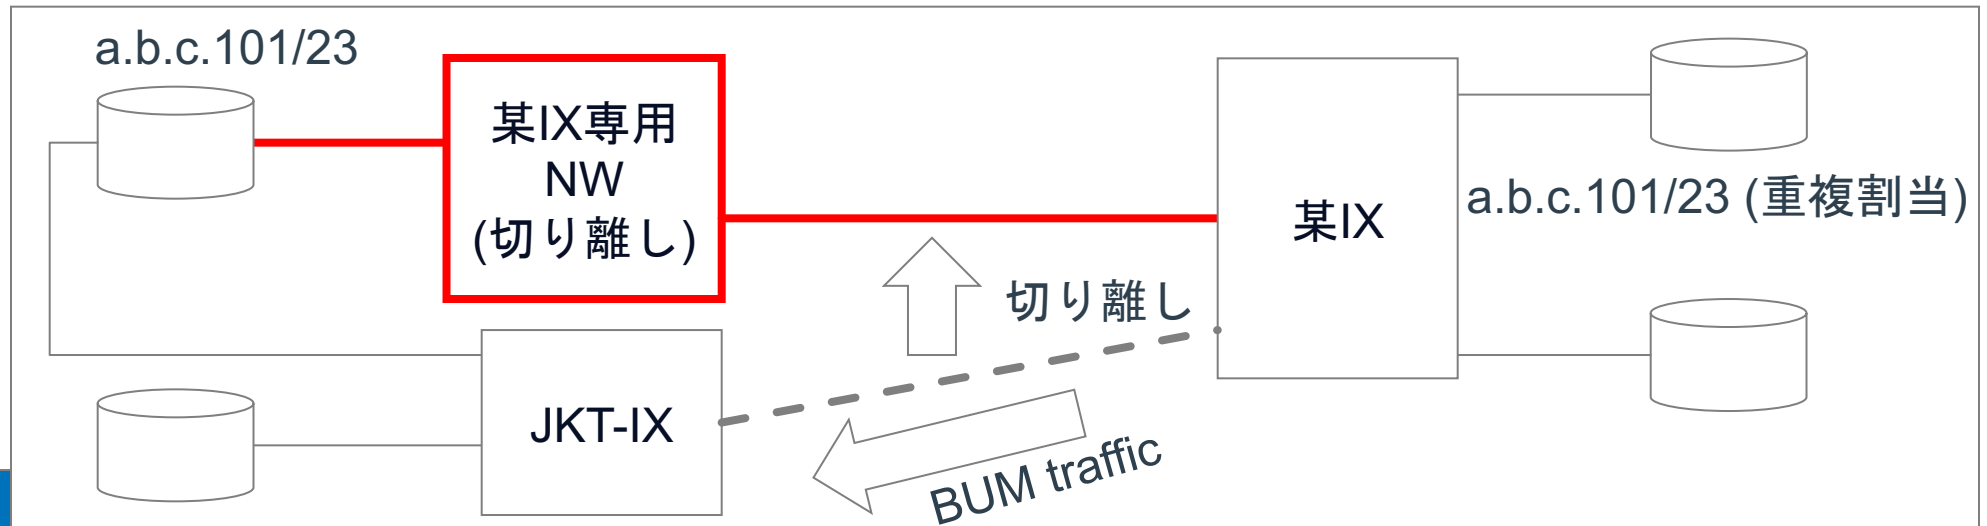 a.b.c.101/23
某IX専用
NW
(切り離し)
某IX
a.b.c.101/23 (重複割当)
切り離し
JKT-IX
BUM traffic